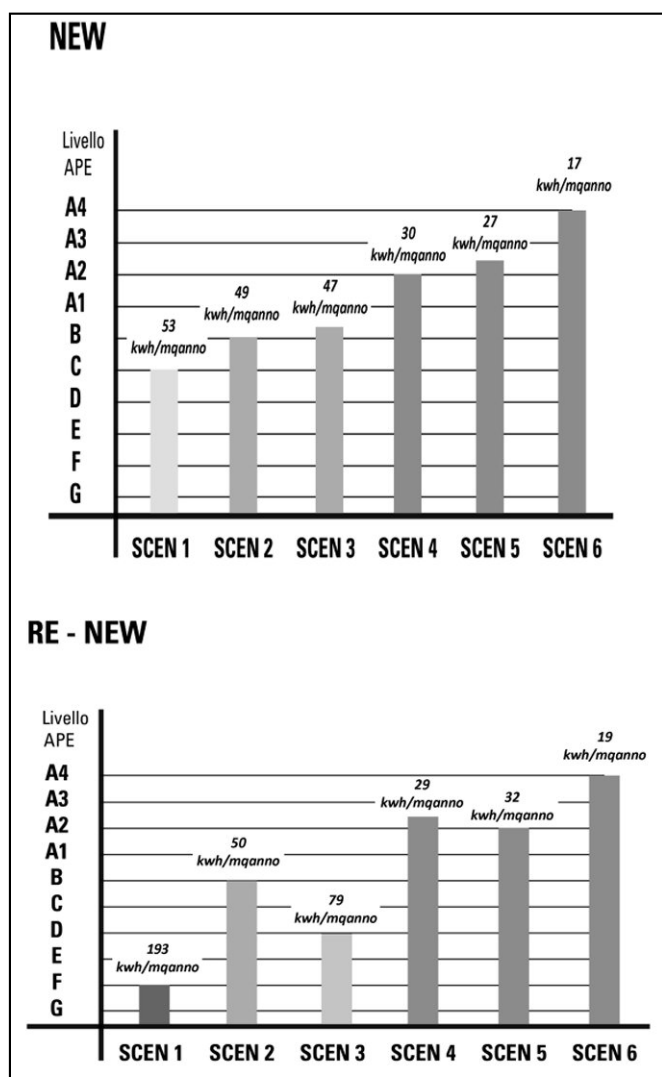 NEW
Livello
APE
17
kwh/mqanno
A4
A3
30
kwh/mqanno
27
kwh/mqanno
A2
47
kwh/mqanno
49
kwh/mqanno
A1
53
kwh/mqanno
B
C
D
E
F
G
SCEN 1 SCEN 2 SCEN 3 SCEN 4 SCEN 5 SCEN 6
RE - NEW
Livello
APE
19
kwh/mqanno
A4
A3
29
kwh/mqanno
32
kwh/mqanno
A2
A1
50
kwh/mqanno
B
C
79
kwh/mqanno
D
E
193
kwh/mqanno
F
G
SCEN 1 SCEN 2 SCEN 3 SCEN 4 SCEN 5 SCEN 6